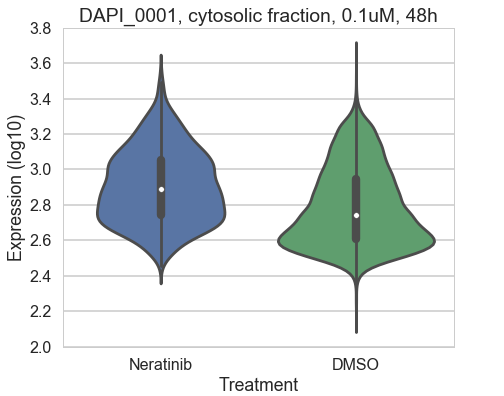 DAPI_0001, cytosolic fraction, 0.1uM, 48h
3.8
3.6
3.4
3.2
3.0
2.8
2.6
2.4
2.2
2.0
Expression (log10)
Neratinib DMSO
Treatment